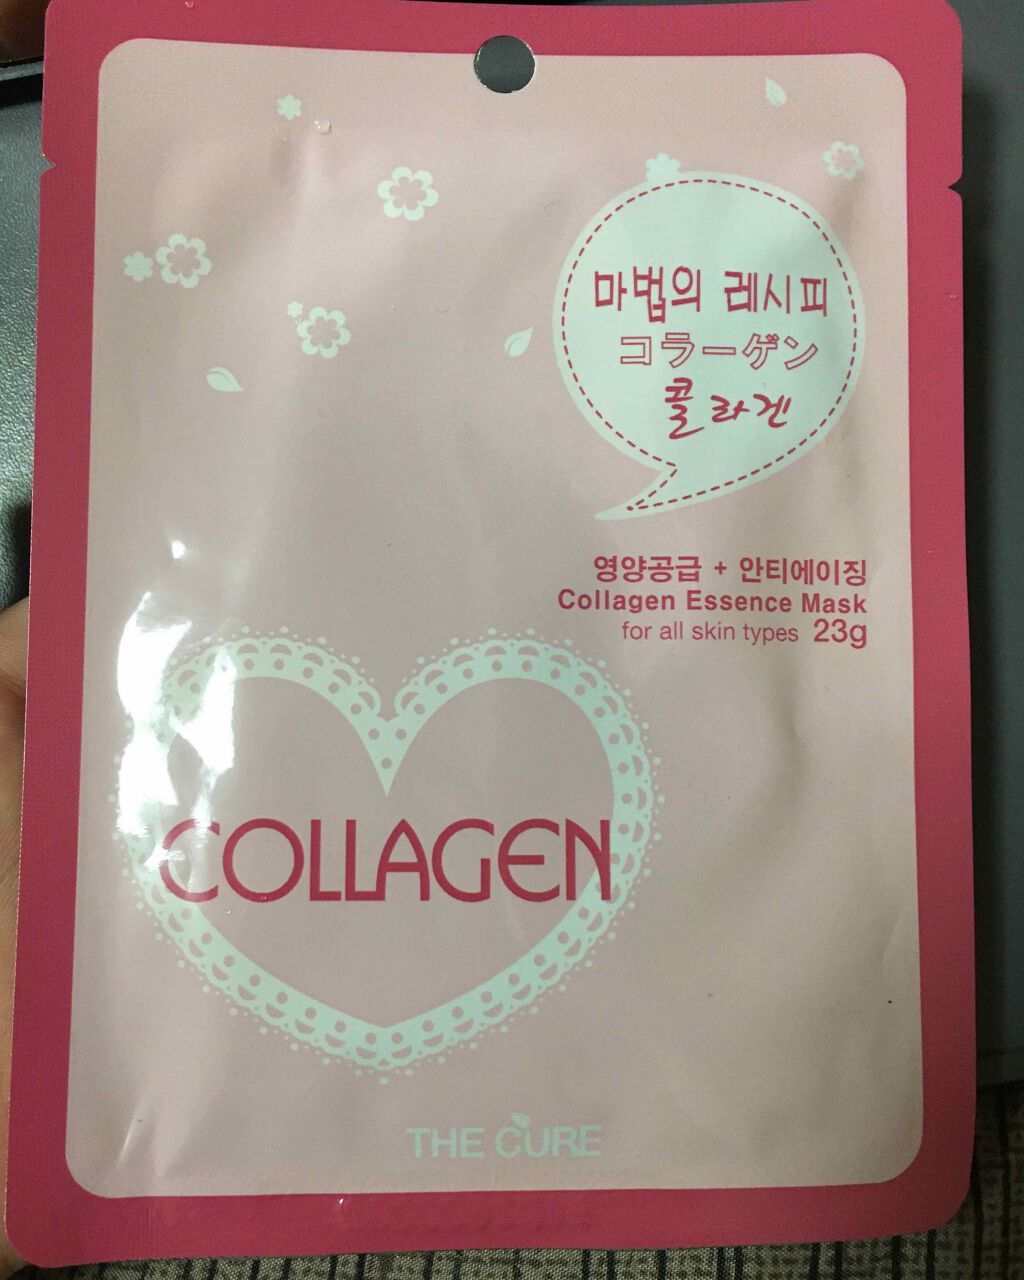 마법의 레시피
コラーゲン
콜라겐
영양공급 + 안티에이징
Collagen Essence Mask
for all skin types 23g
COLLAGEN
THE CURE